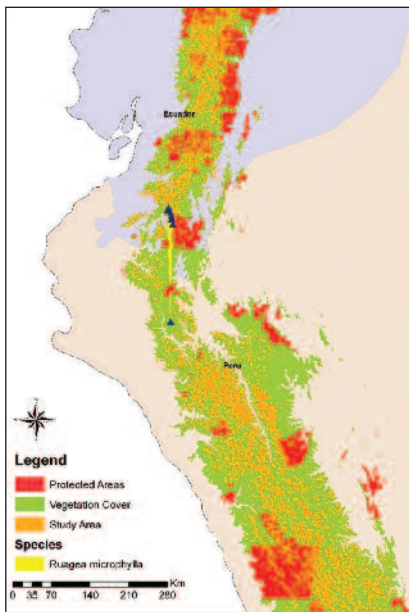 Ecuador
Peru
Legend
Protected Areas
Vegetation Cover
Study Area
Species
Ruagea microphylla
0 35 70 140 210 280
Km